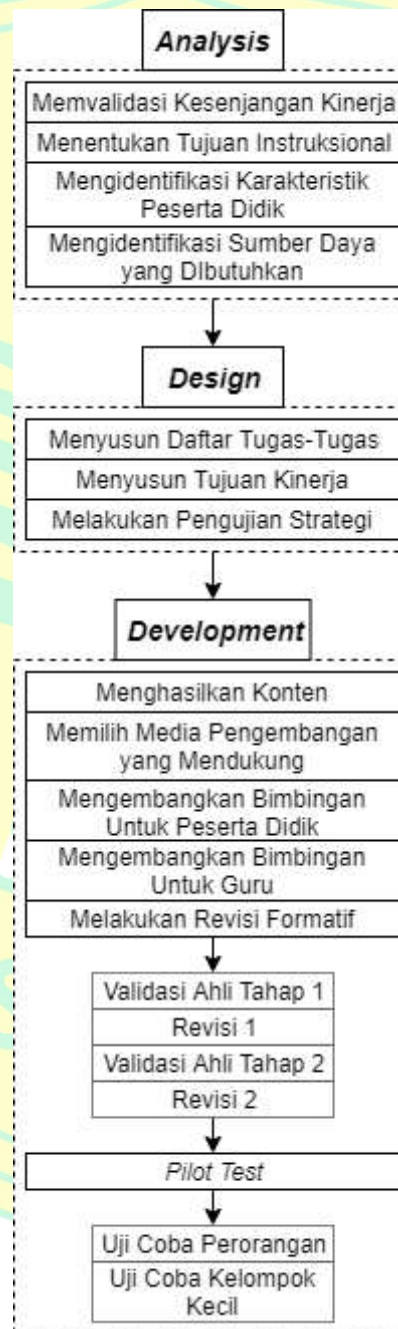 Analysis
Memvalidasi Kesenjangan Kinerja
Menentukan Tujuan Instruksional
Mengidentifikasi Karakteristik
Peserta Didik
Mengidentifikasi Sumber Daya
yang DIbutuhkan
Design
Menyusun Daftar Tugas-Tugas
Menyusun Tujuan Kinerja
Melakukan Pengujian Strategi
Development
Menghasilkan Konten
Memilih Media Pengembangan
yang Mendukung
Mengembangkan Bimbingan
Untuk Peserta Didik
Mengembangkan Bimbingan
Untuk Guru
Melakukan Revisi Formatif
Validasi Ahli Tahap 1
Revisi 1
Validasi Ahli Tahap 2
Revisi 2
Pilot Test
Uji Coba Perorangan
Uji Coba Kelompok
Kecil